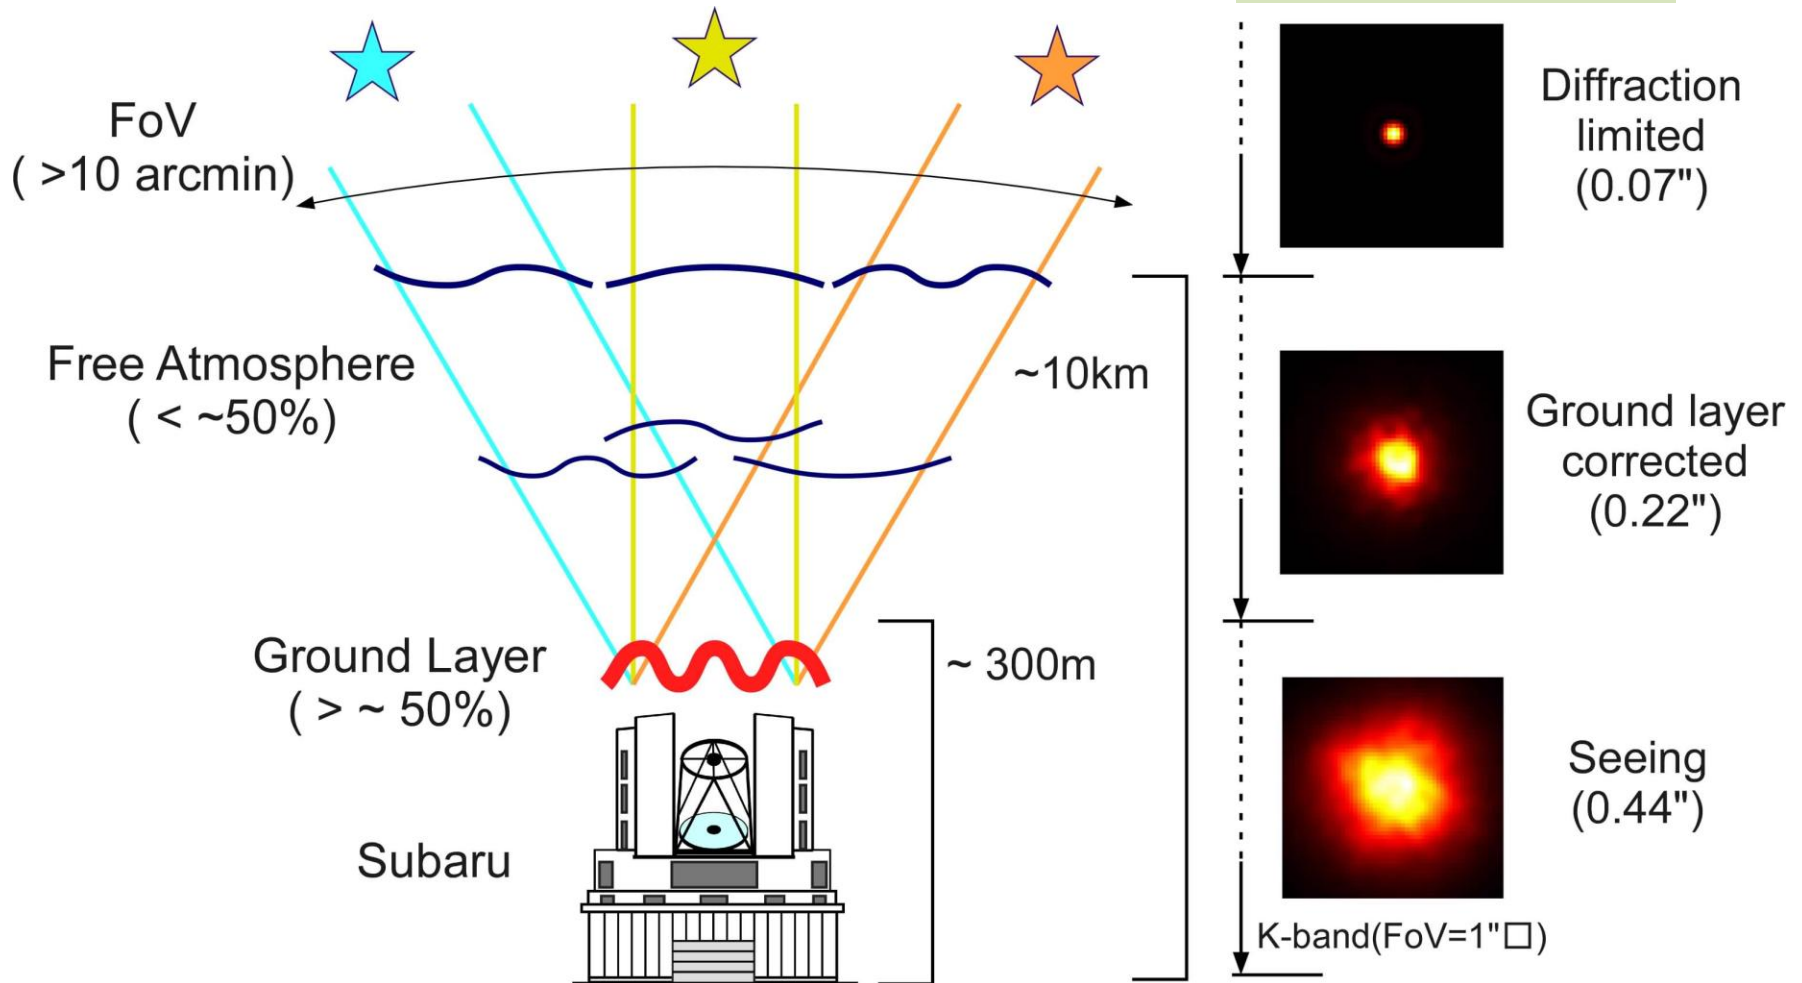 FoV
( >10 arcmin)
Free Atmosphere
( < ~50%)
~10km
Ground Layer
( > ~ 50%)
~ 300m
Subaru
Diffraction
limited
(0.07")
Ground layer
corrected
(0.22")
Seeing
(0.44")
K-band(FoV=1"□)